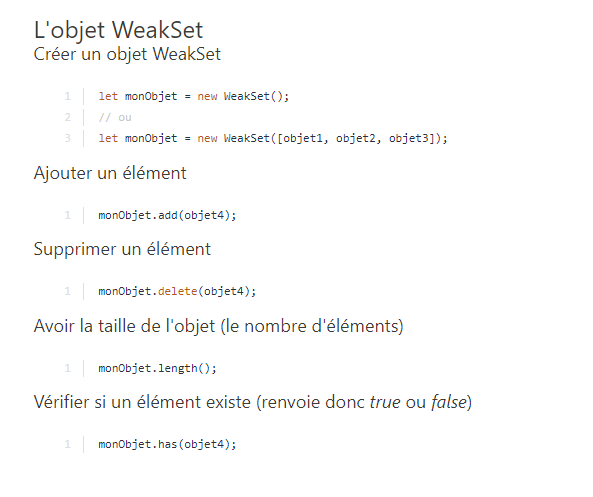 L'objet WeakSet
Créer un objet WeakSet
1 let monObjet = new WeakSet();
2 // ou
3 let monObjet = new WeakSet([objet1, objet2, objet3]);
Ajouter un élément
1 monObjet.add(objet4);
Supprimer un élément
1 monObjet.delete(objet4);
Avoir la taille de l'objet (le nombre d'éléments)
1 monObjet.length();
Vérifier si un élément existe (renvoie donc true ou false)
1 monObjet.has(objet4);